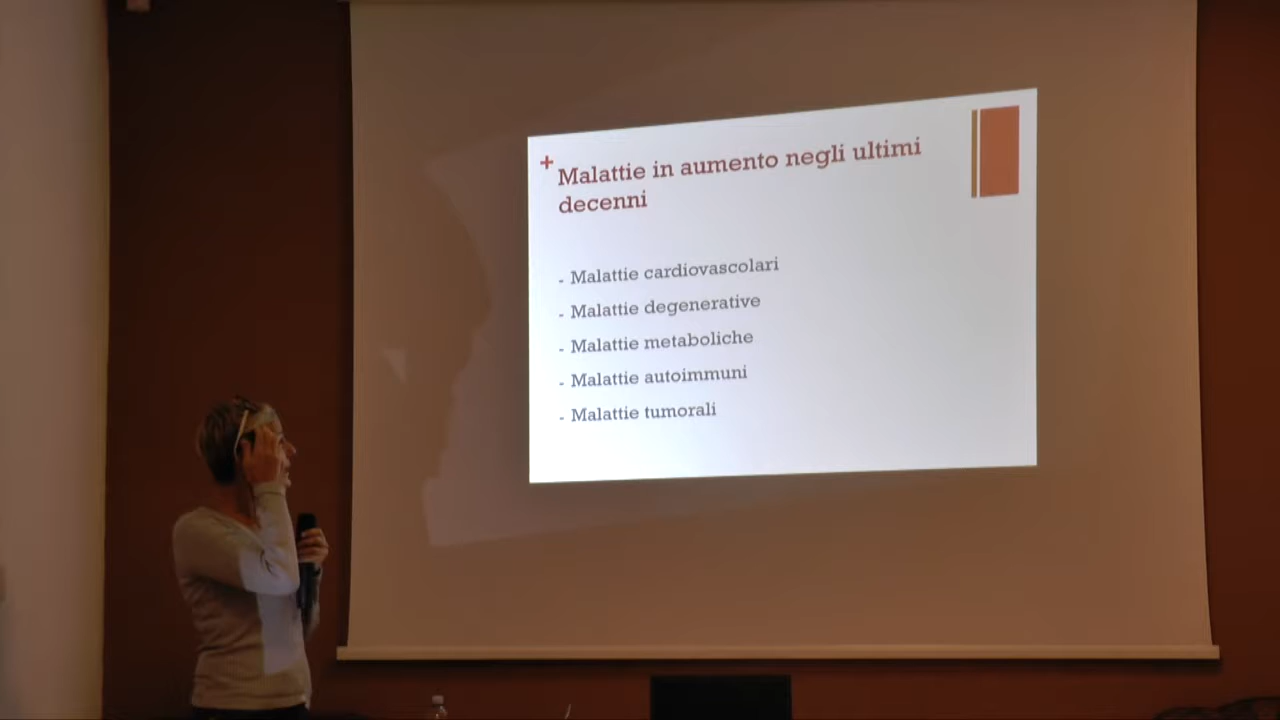 + Malattie in aumento negli ultimi
decenni
- Malattie cardiovascolari
- Malattie degenerative
- Malattie metaboliche
- Malattie autoimmuni
- Malattie tumorali